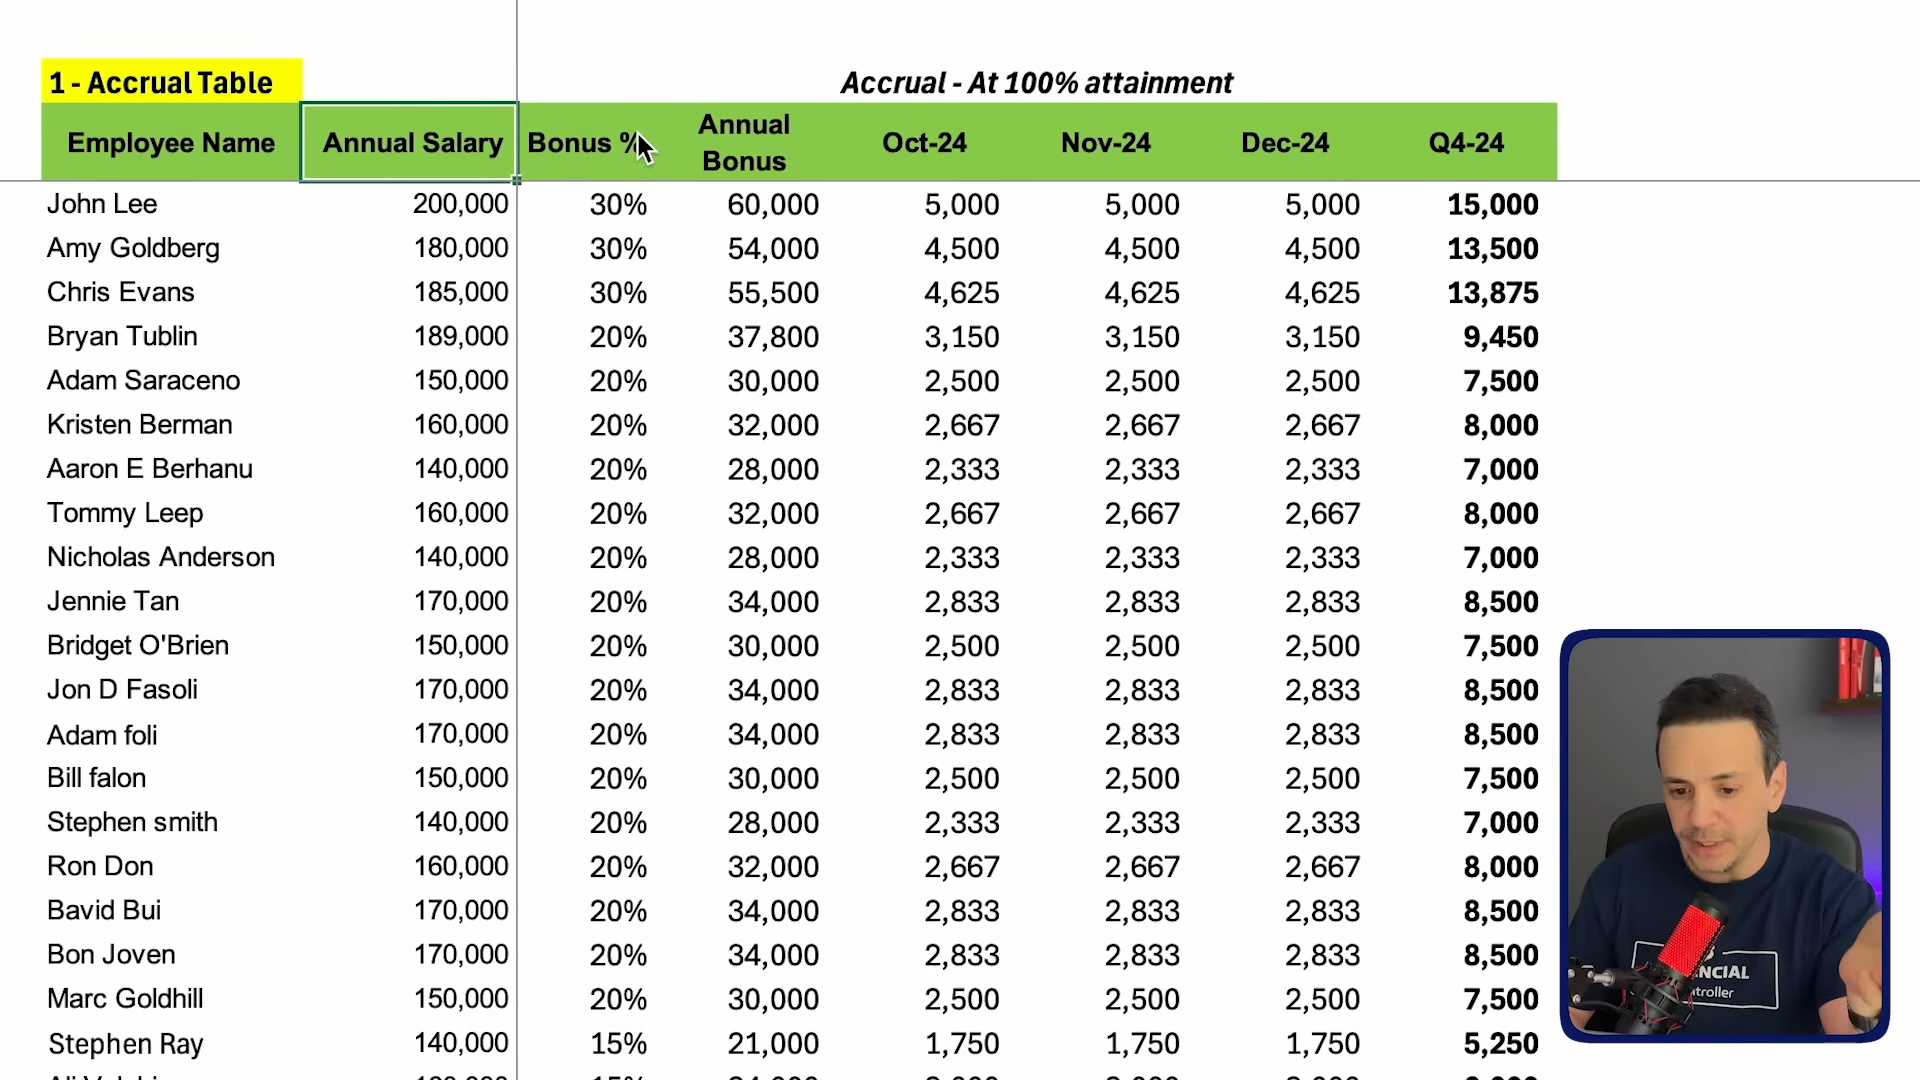 1 - Accrual Table
Accrual - At 100% attainment
Employee Name Annual Salary Bonus % Annual Bonus Oct-24 Nov-24 Dec-24 Q4-24
John Lee 200,000 30% 60,000 5,000 5,000 5,000 15,000
Amy Goldberg 180,000 30% 54,000 4,500 4,500 4,500 13,500
Chris Evans 185,000 30% 55,500 4,625 4,625 4,625 13,875
Bryan Tublin 189,000 20% 37,800 3,150 3,150 3,150 9,450
Adam Saraceno 150,000 20% 30,000 2,500 2,500 2,500 7,500
Kristen Berman 160,000 20% 32,000 2,667 2,667 2,667 8,000
Aaron E Berhanu 140,000 20% 28,000 2,333 2,333 2,333 7,000
Tommy Leep 160,000 20% 32,000 2,667 2,667 2,667 8,000
Nicholas Anderson 140,000 20% 28,000 2,333 2,333 2,333 7,000
Jennie Tan 170,000 20% 34,000 2,833 2,833 2,833 8,500
Bridget O'Brien 150,000 20% 30,000 2,500 2,500 2,500 7,500
Jon D Fasoli 170,000 20% 34,000 2,833 2,833 2,833 8,500
Adam foli 170,000 20% 34,000 2,833 2,833 2,833 8,500
Bill falon 150,000 20% 30,000 2,500 2,500 2,500 7,500
Stephen smith 140,000 20% 28,000 2,333 2,333 2,333 7,000
Ron Don 160,000 20% 32,000 2,667 2,667 2,667 8,000
Bavid Bui 170,000 20% 34,000 2,833 2,833 2,833 8,500
Bon Joven 170,000 20% 34,000 2,833 2,833 2,833 8,500
Marc Goldhill 150,000 20% 30,000 2,500 2,500 2,500 7,500
Stephen Ray 140,000 15% 21,000 1,750 1,750 1,750 5,250